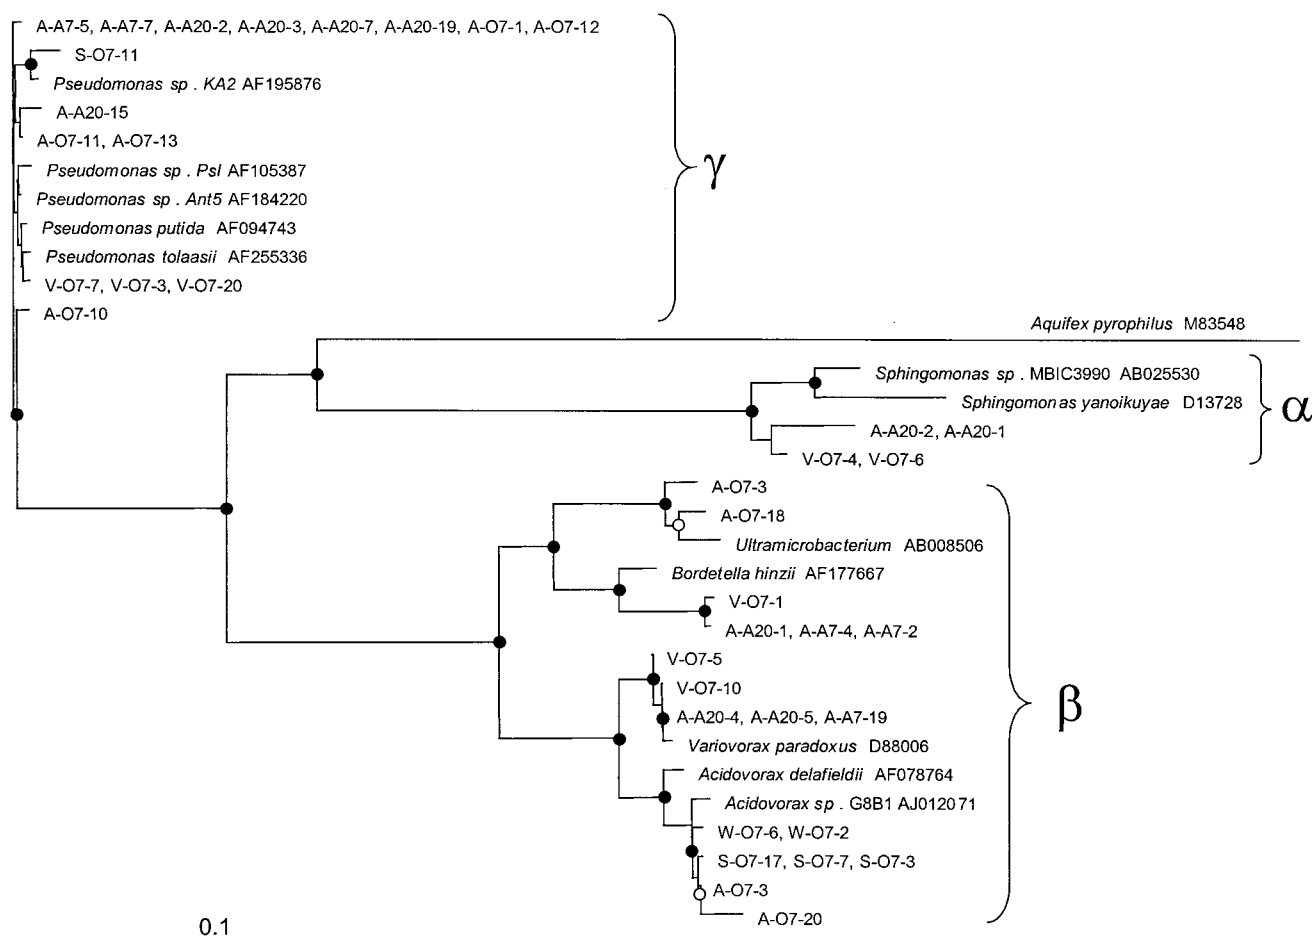 A-A7-5, A-A7-7, A-A20-2, A-A20-3, A-A20-7, A-A20-19, A-O7-1, A-O7-12
S-O7-11
Pseudomonas sp . KA2 AF195876
A-A20-15
A-O7-11, A-O7-13
Pseudomonas sp . PsI AF105387
Pseudomonas sp . Ant5 AF184220
Pseudomonas putida AF094743
Pseudomonas tolaasii AF255336
V-O7-7, V-O7-3, V-O7-20
A-O7-10
γ
Aquifex pyrophilus M83548
Sphingomonas sp . MBIC3990 AB025530
Sphingomonas yanoikuyae D13728
A-A20-2, A-A20-1
V-O7-4, V-O7-6
α
A-O7-3
A-O7-18
Ultramicrobacterium AB008506
Bordetella hinzii AF177667
V-O7-1
A-A20-1, A-A7-4, A-A7-2
V-O7-5
V-O7-10
A-A20-4, A-A20-5, A-A7-19
Variovorax paradoxus D88006
Acidovorax delafieldii AF078764
Acidovorax sp . G8B1 AJ012071
W-O7-6, W-O7-2
S-O7-17, S-O7-7, S-O7-3
A-O7-3
A-O7-20
β
0.1